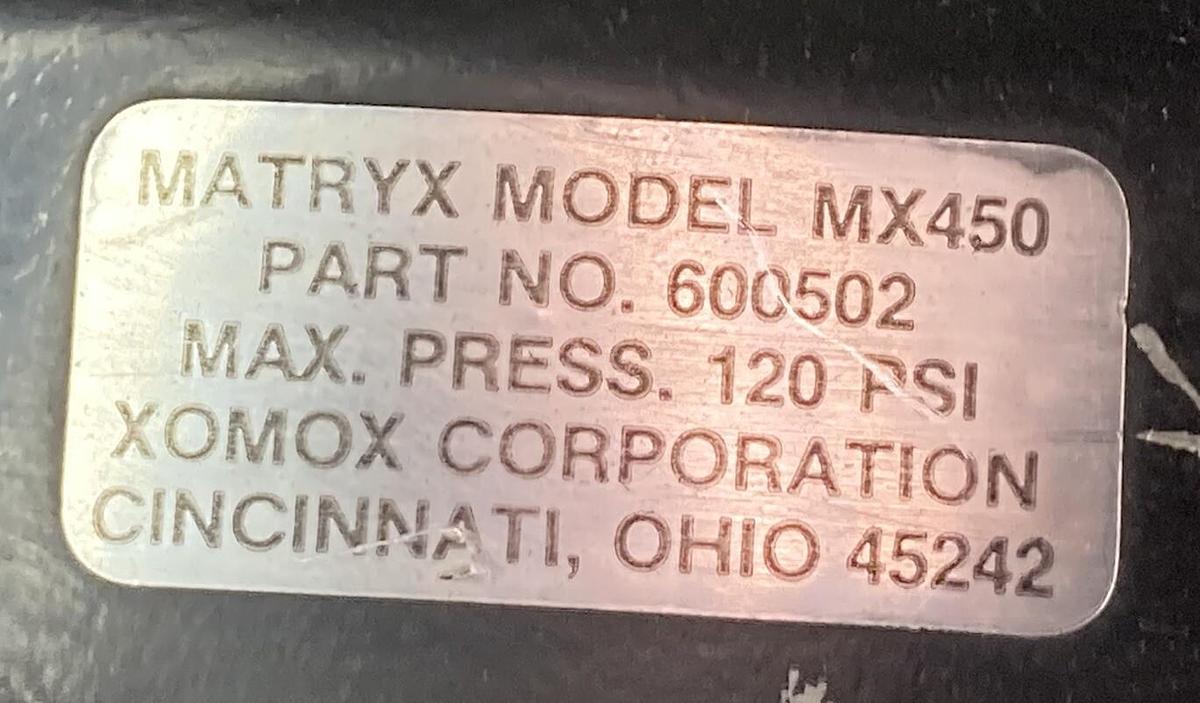 MATRYX MODEL MX450
PART NO. 600502
MAX. PRESS. 120 PSI
XOMOX CORPORATION
CINCINNATI, OHIO 45242